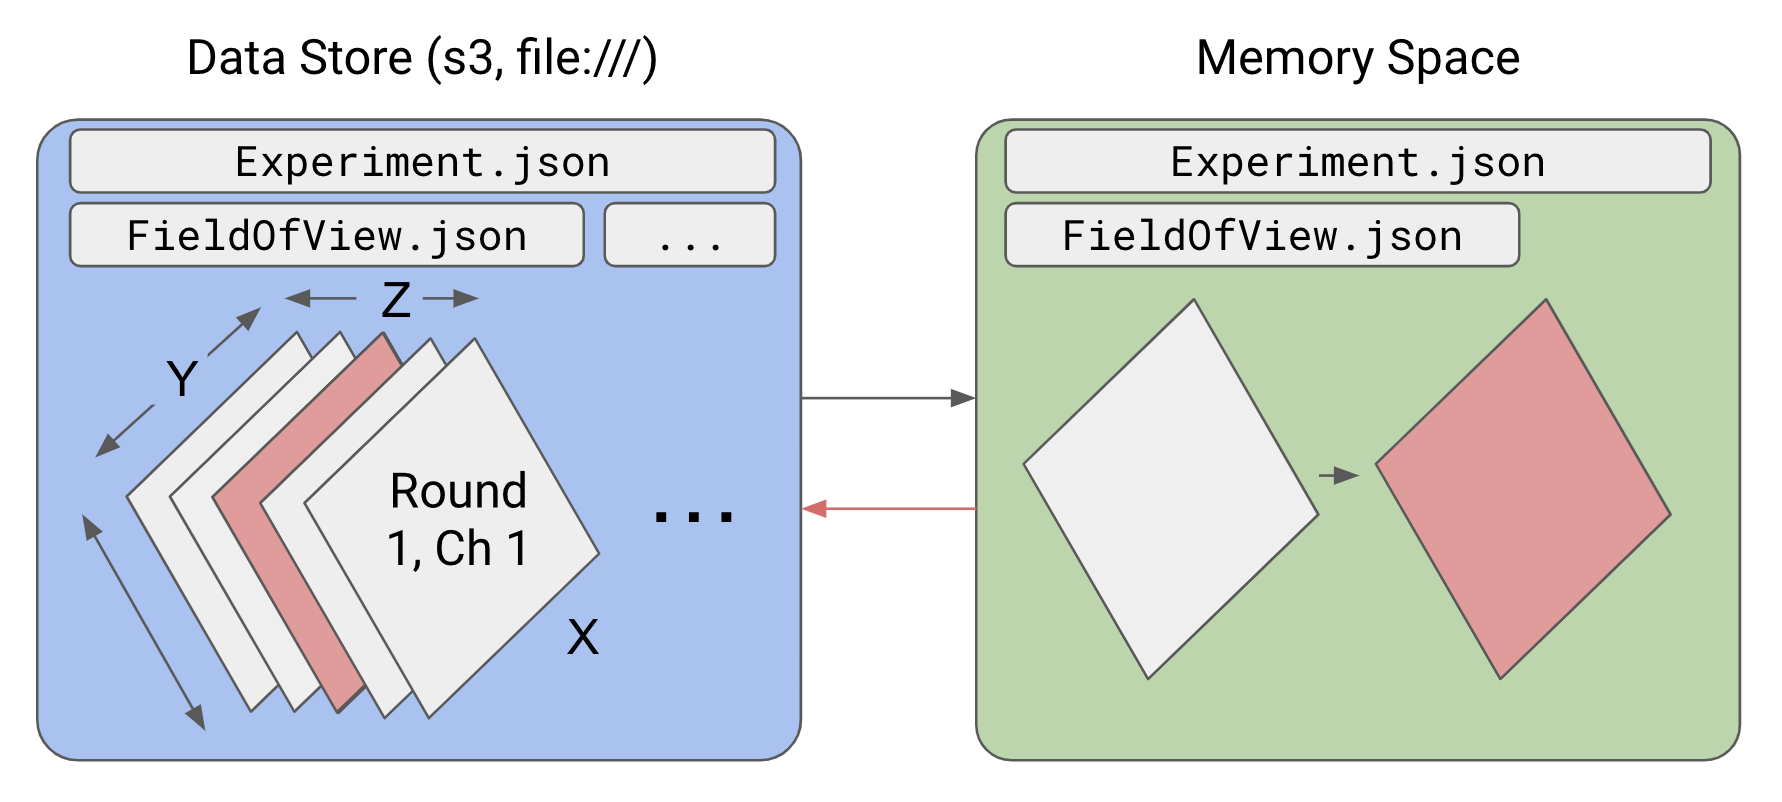 Data Store (s3, file:///)
Memory Space
Experiment.json
FieldOfView.json
...
Z
Y
Round
1, Ch 1
...
X
Experiment.json
FieldOfView.json